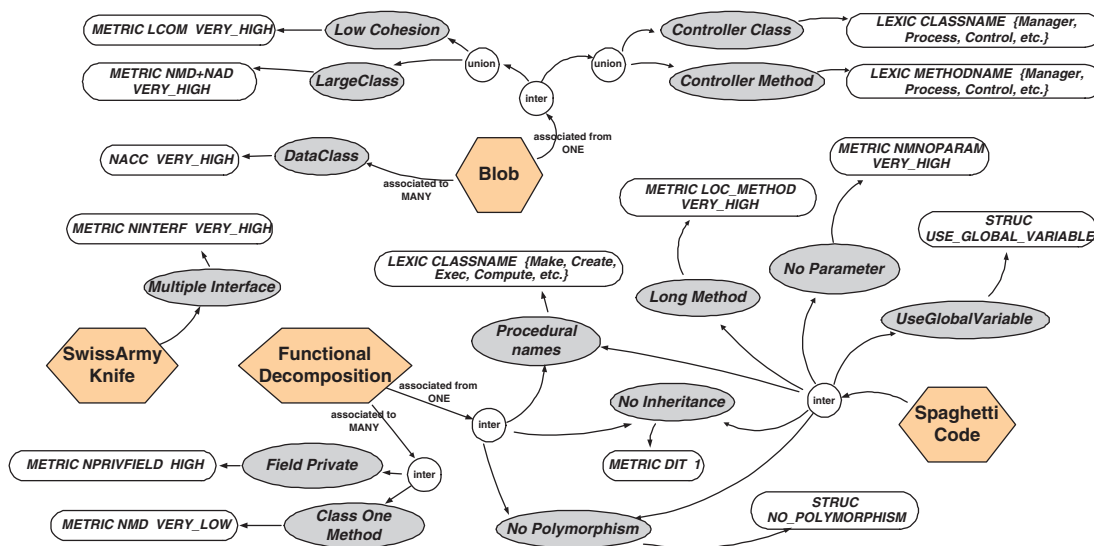 METRIC LCOM VERY_HIGH
Low Cohesion
union
METRIC NMD+NAD
VERY_HIGH
LargeClass
inter
union
Controller Class
LEXIC CLASSNAME {Manager,
Process, Control, etc.}
Controller Method
LEXIC METHODNAME {Manager,
Process, Control, etc.}
associated from
ONE
NACC VERY_HIGH
DataClass
associated to
MANY
Blob
METRIC NMNOPARAM
VERY_HIGH
METRIC LOC_METHOD
VERY_HIGH
METRIC NINTERF VERY_HIGH
STRUC
USE_GLOBAL_VARIABLE
LEXIC CLASSNAME {Make, Create,
Exec, Compute, etc.}
No Parameter
Multiple Interface
Long Method
UseGlobalVariable
SwissArmy
Knife
Functional
Decomposition
Procedural
names
associated from
ONE
associated to
MANY
inter
No Inheritance
inter
Spaghetti
Code
METRIC NPRIVFIELD HIGH
Field Private
inter
METRIC DIT 1
METRIC NMD VERY_LOW
Class One
Method
No Polymorphism
STRUC
NO_POLYMORPHISM